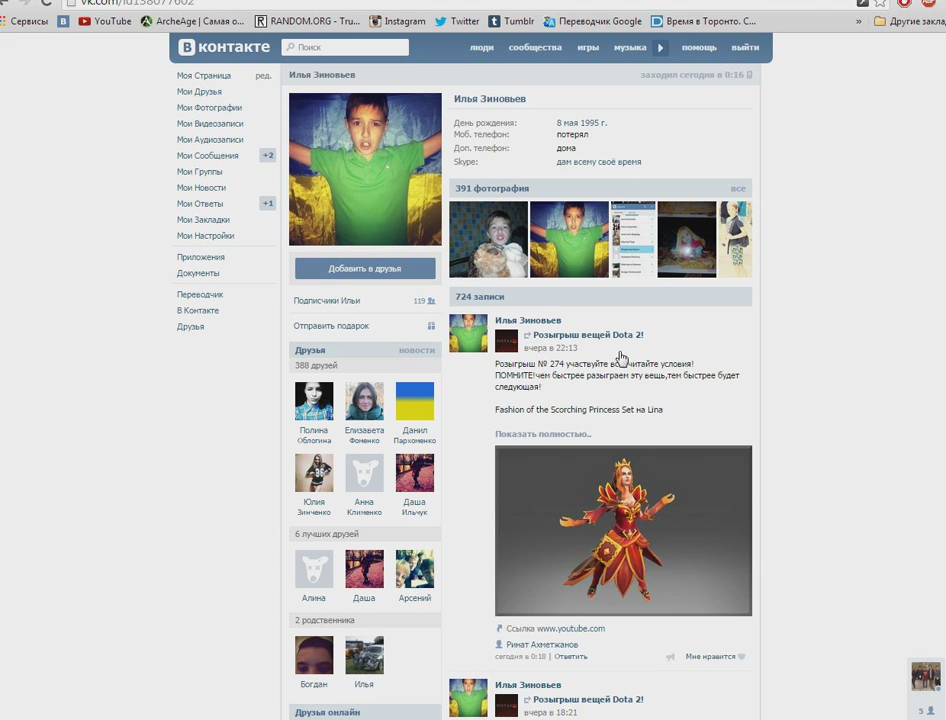 vk.com/id138077602
Сервисы YouTube ArcheAge | Самая о... RANDOM.ORG - Tru... Instagram Twitter Tumblr Переводчик Google Время в Торонто. С... » Другие закла
В контакте Поиск люди сообщества игры музыка помощь выйти
Илья Зиновьев заходил сегодня в 0:16
Моя Страница ред.
Мои Друзья
Мои Фотографии
Мои Видеозаписи
Мои Аудиозаписи
Мои Сообщения +2
Мои Группы
Мои Новости
Мои Ответы +1
Мои Закладки
Мои Настройки
Приложения
Документы
Переводчик
В Контакте
Друзья
Добавить в друзья
Подписчики Ильи 119
Отправить подарок
Друзья новости
388 друзей
Полина Облогина
Елизавета Фоменко
Данил Пархоменко
Юлия Зинченко
Анна Клименко
Даша Ильчук
6 лучших друзей
Алина Даша Арсений
2 родственника
Богдан Илья
Друзья онлайн
Илья Зиновьев
День рождения: 8 мая 1995 г.
Моб. телефон: потерял
Доп. телефон: дома
Skype: дам всему своё время
391 фотография все
724 записи
Илья Зиновьев
Розыгрыш вещей Dota 2!
вчера в 22:13
Розыгрыш № 274 участвуйте читайте условия!
ПОМНИТЕ!чем быстрее разыграем эту вещь,тем быстрее будет
следующая!
Fashion of the Scorching Princess Set на Lina
Показать полностью..
Ссылка www.youtube.com
Ринат Ахметжанов
сегодня в 0:18 | Ответить Мне нравится
Илья Зиновьев
Розыгрыш вещей Dota 2!
вчера в 18:21
5